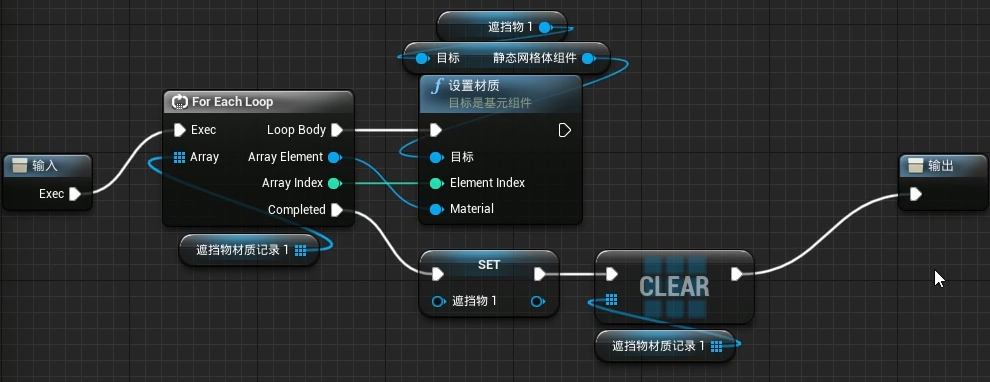 遮挡物 1
目标 静态网格体组件
设置材质
目标是基元组件
For Each Loop
Exec Loop Body
Array Array Element
目标
Array Index
Element Index
Completed
Material
输入
Exec
输出
遮挡物材质记录 1
SET
遮挡物 1
CLEAR
遮挡物材质记录 1